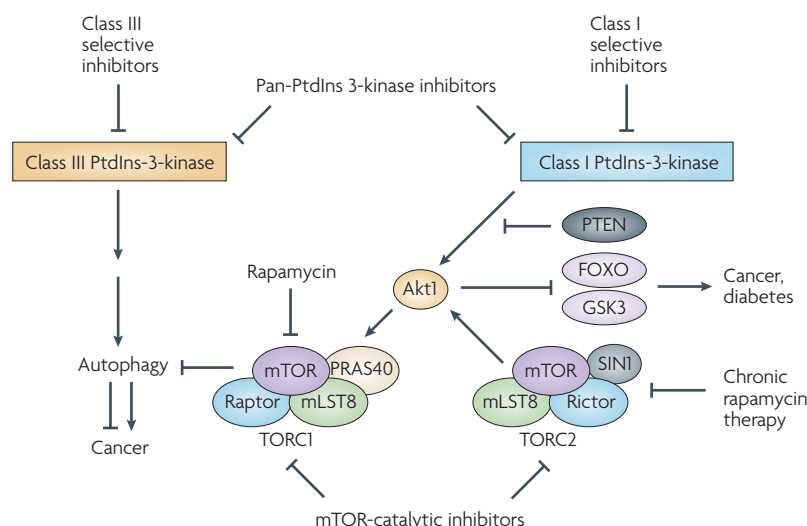 Class III
selective
inhibitors
Class I
selective
inhibitors
Pan-PtdIns 3-kinase inhibitors
Class III PtdIns-3-kinase
Class I PtdIns-3-kinase
PTEN
Rapamycin
Akt1
FOXO
GSK3
Cancer,
diabetes
Autophagy
mTOR
PRAS40
Raptor
mLST8
TORC1
mTOR
SIN1
mLST8
Rictor
TORC2
Chronic
rapamycin
therapy
Cancer
mTOR-catalytic inhibitors